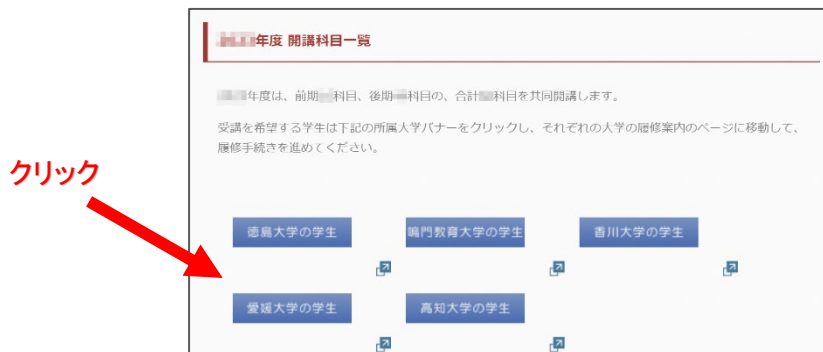 年度 開講科目一覧
年度は、前期 科目、後期 科目の、合計 科目を共同開講します。
受講を希望する学生は下記の所属大学バナーをクリックし、それぞれの大学の履修案内のページに移動して、
履修手続きを進めてください。
クリック
徳島大学の学生
鳴門教育大学の学生
香川大学の学生
愛媛大学の学生
高知大学の学生